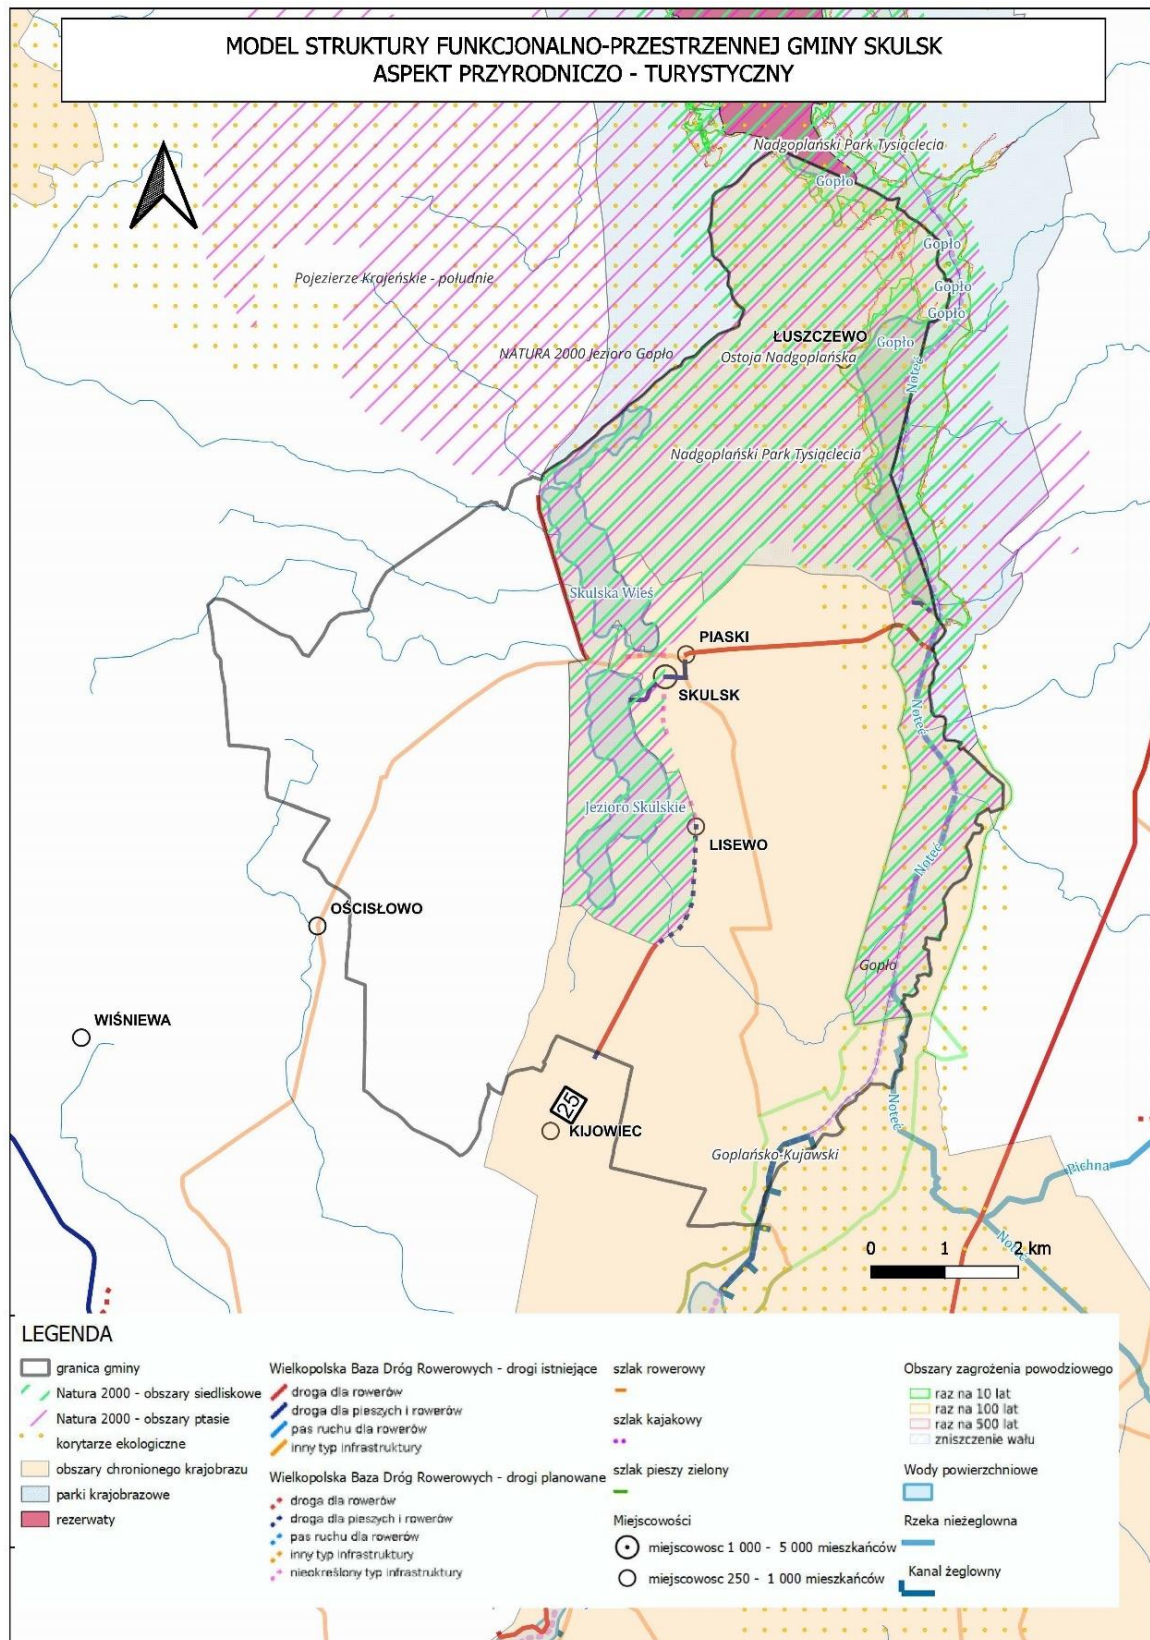 MODEL STRUKTURY FUNKCJONALNO-PRZESTRZENNEJ GMINY SKULSK
ASPEKT PRZYRODNICZO - TURYSTYCZNY
Nadgoplański Park Tysiąclecia
Gopło
Gopło
Pojezierze Krajeńskie - południe
Gopło
Gopło
ŁUSZCZEWO
Gopło
NATURA 2000 Jezioro Gopło
Ostoja Nadgoplańska
Noteć
Nadgoplański Park Tysiąclecia
Skulska Wieś
PIASKI
SKULSK
Noteć
Jezioro Skulskie
LISEWO
Noteć
OŚCISŁOWO
Gopło
WIŚNIEWA
25
KIJOWIEC
Noteć
Goplańsko-Kujawski
Pichna
Noteć
0 1 2 km
LEGENDA
granica gminy
Natura 2000 - obszary siedliskowe
Natura 2000 - obszary ptasie
korytarze ekologiczne
obszary chronionego krajobrazu
parki krajobrazowe
rezerwaty
Wielkopolska Baza Dróg Rowerowych - drogi istniejące
droga dla rowerów
droga dla pieszych i rowerów
pas ruchu dla rowerów
inny typ infrastruktury
Wielkopolska Baza Dróg Rowerowych - drogi planowane
droga dla rowerów
droga dla pieszych i rowerów
pas ruchu dla rowerów
inny typ infrastruktury
nieokreślony typ infrastruktury
szlak rowerowy
szlak kajakowy
szlak pieszy zielony
Miejscowości
miejscowosc 1 000 - 5 000 mieszkańców
miejscowosc 250 - 1 000 mieszkańców
Obszary zagrożenia powodziowego
raz na 10 lat
raz na 100 lat
raz na 500 lat
zniszczenie wału
Wody powierzchniowe
Rzeka nieżeglowna
Kanał żeglowny